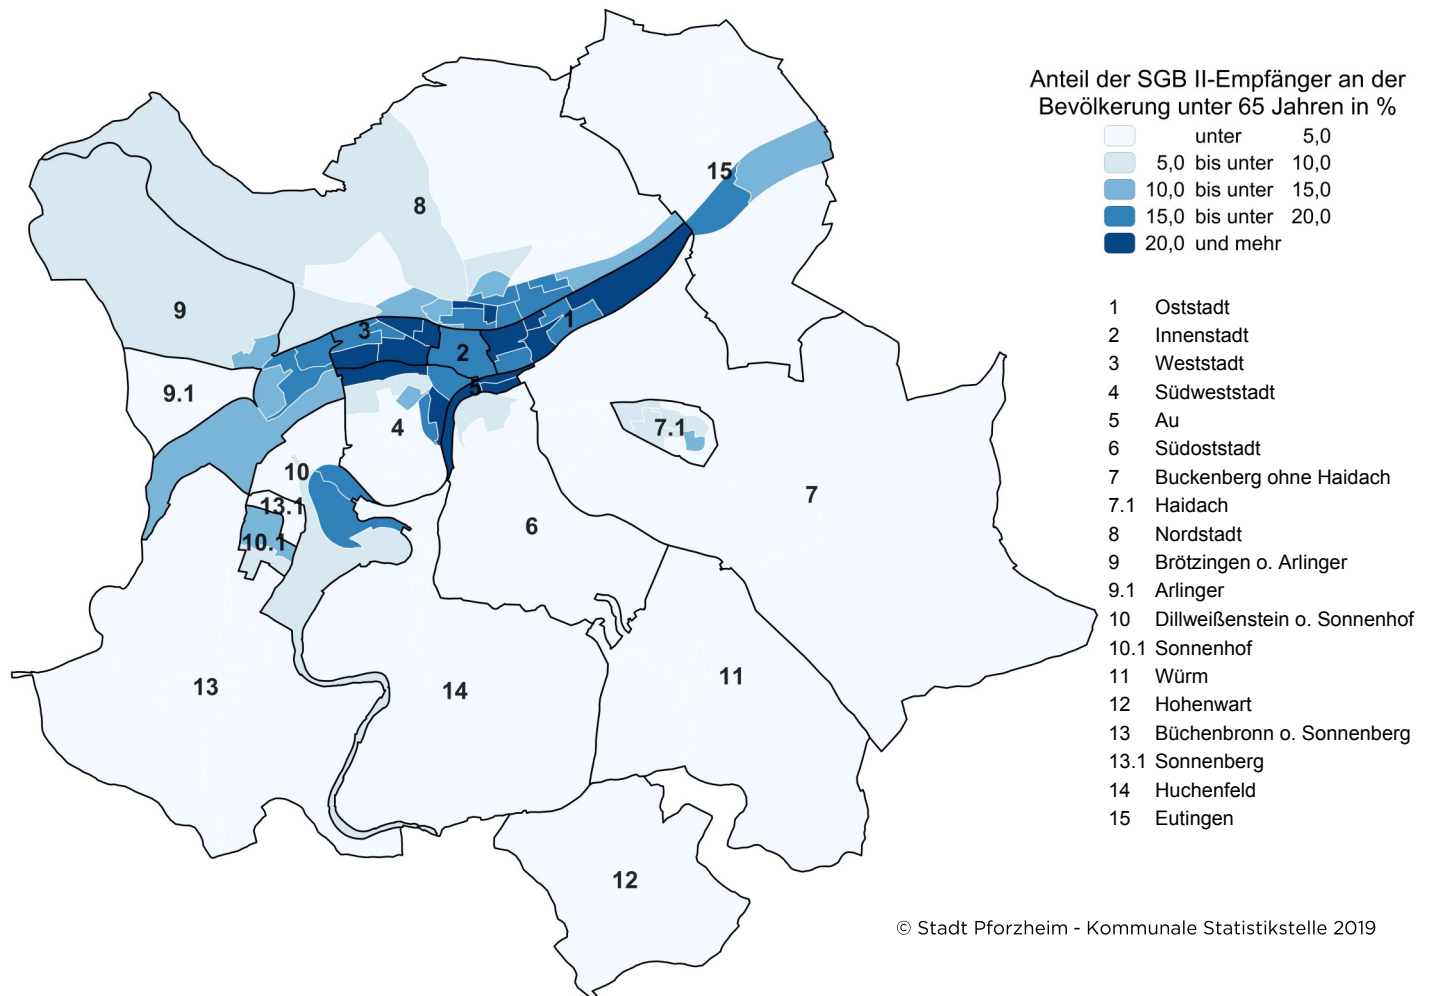 Anteil der SGB II-Empfänger an der
Bevölkerung unter 65 Jahren in %
unter 5,0
5,0 bis unter 10,0
10,0 bis unter 15,0
15,0 bis unter 20,0
20,0 und mehr
1 Oststadt
2 Innenstadt
3 Weststadt
4 Südweststadt
5 Au
6 Südoststadt
7 Buckenberg ohne Haidach
7.1 Haidach
8 Nordstadt
9 Brötzingen o. Arlinger
9.1 Arlinger
10 Dillweißenstein o. Sonnenhof
10.1 Sonnenhof
11 Würm
12 Hohenwart
13 Büchenbronn o. Sonnenberg
13.1 Sonnenberg
14 Huchenfeld
15 Eutingen
15
8
9
1
3
2
5
9.1
4
7.1
10
7
13.1
6
10.1
11
13
14
12
© Stadt Pforzheim - Kommunale Statistikstelle 2019